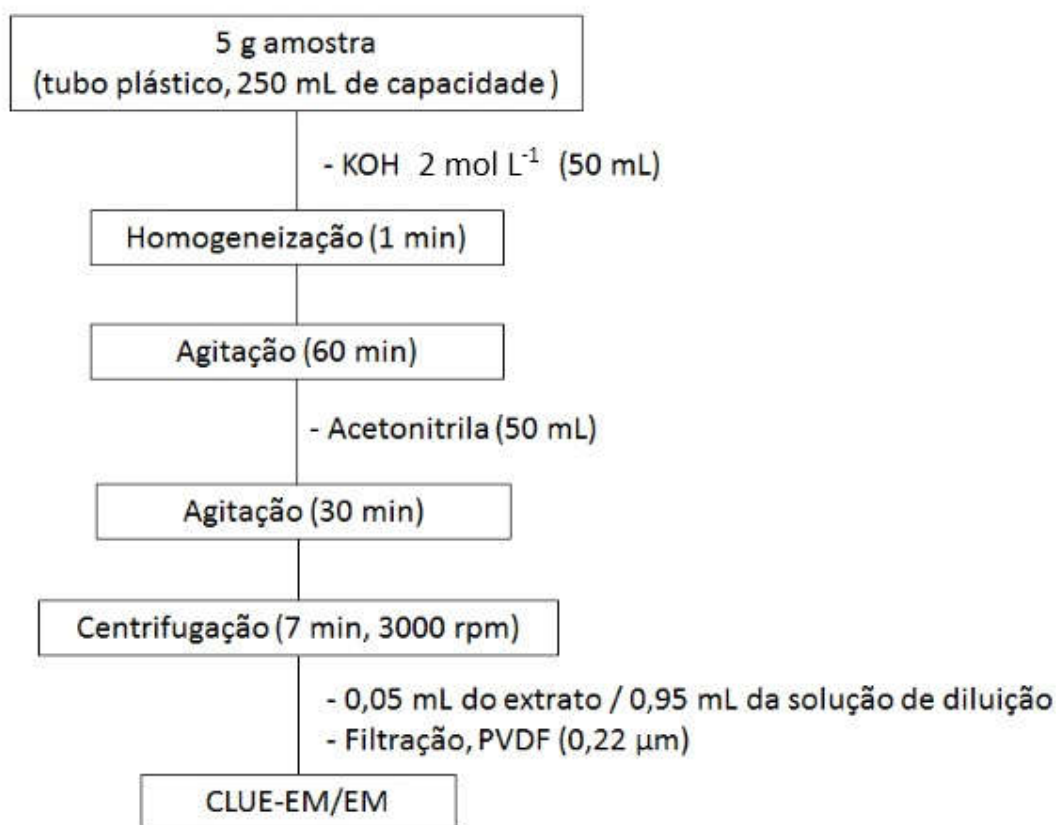 5 g amostra
(tubo plástico, 250 mL de capacidade )
- KOH 2 mol L⁻¹ (50 mL)
Homogeneização (1 min)
Agitação (60 min)
- Acetonitrila (50 mL)
Agitação (30 min)
Centrifugação (7 min, 3000 rpm)
- 0,05 mL do extrato / 0,95 mL da solução de diluição
- Filtração, PVDF (0,22 µm)
CLUE-EM/EM